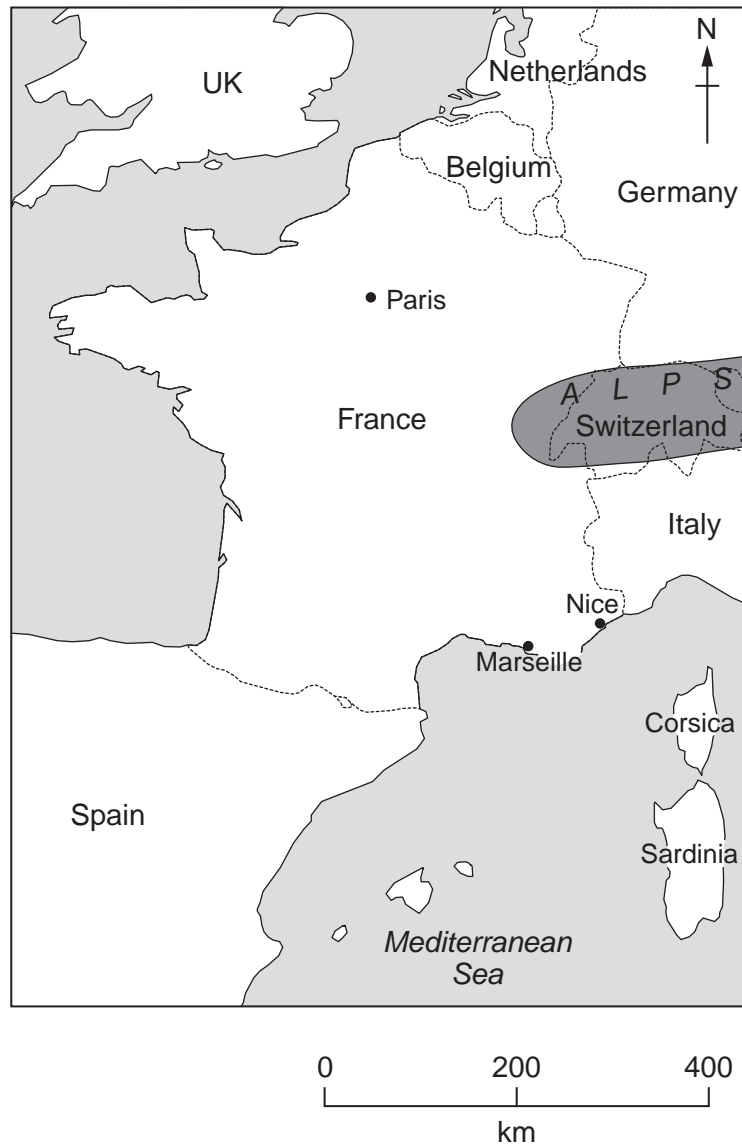 N
Netherlands
UK
Belgium
Germany
Paris
A L P S
France
Switzerland
Italy
Nice
Marseille
Corsica
Spain
Sardinia
Mediterranean
Sea
0 200 400
km